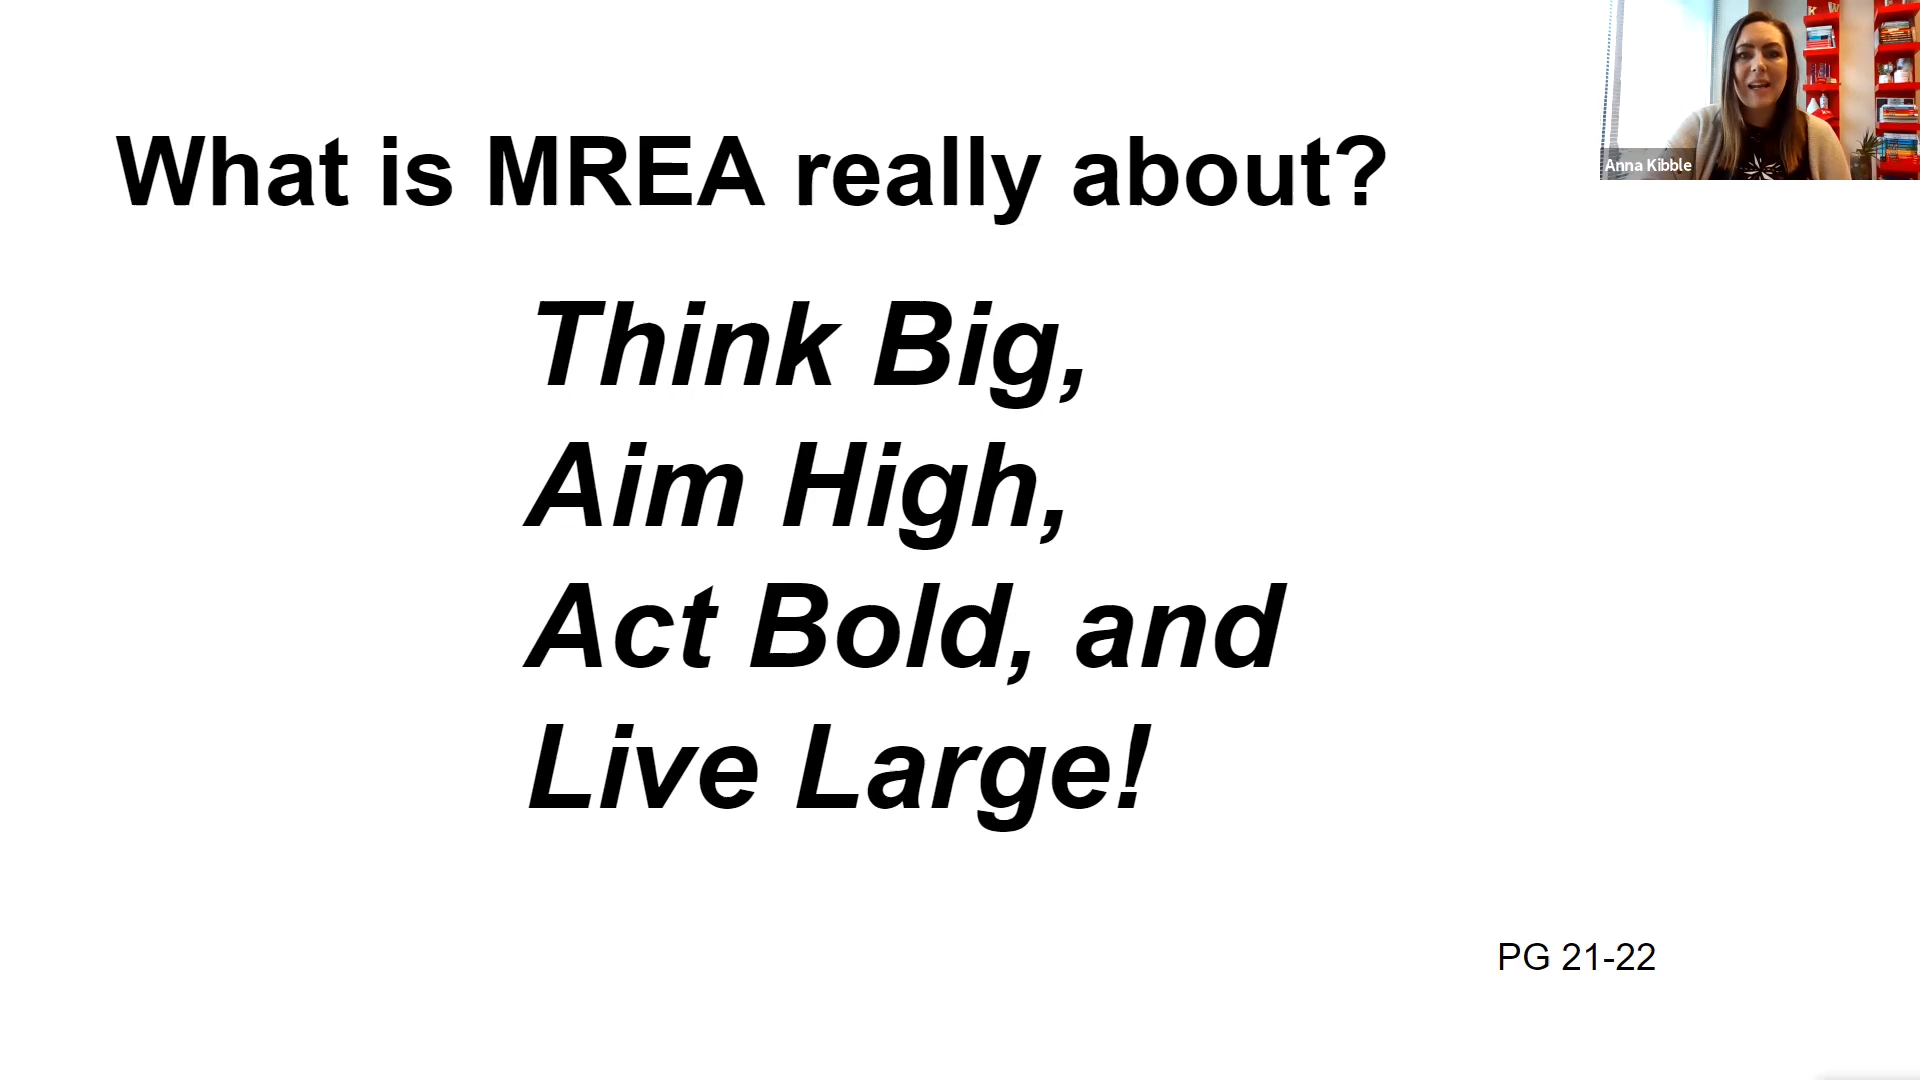 What is MREA really about?
Think Big,
Aim High,
Act Bold, and
Live Large!
PG 21-22
Anna Kibble
K W